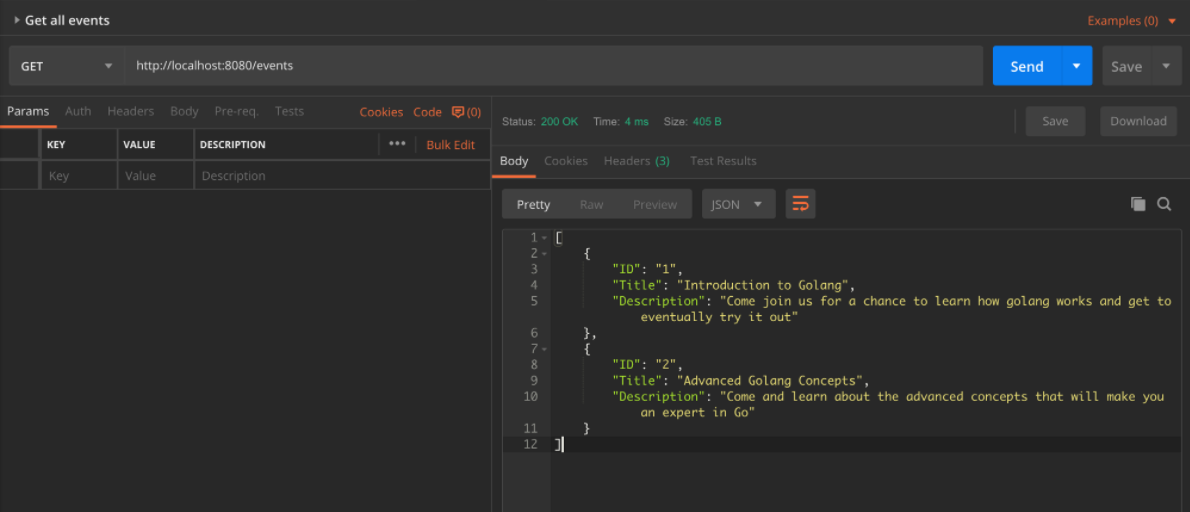 Get all events
Examples (0)
GET
http://localhost:8080/events
Send
Save
Params Auth Headers Body Pre-req. Tests
Cookies Code (0)
KEY VALUE DESCRIPTION ••• Bulk Edit
Key Value Description
Status: 200 OK Time: 4 ms Size: 405 B
Save Download
Body Cookies Headers (3) Test Results
Pretty Raw Preview JSON
1 [
2 {
3 "ID": "1",
4 "Title": "Introduction to Golang",
5 "Description": "Come join us for a chance to learn how golang works and get to
eventually try it out"
6 },
7 {
8 "ID": "2",
9 "Title": "Advanced Golang Concepts",
10 "Description": "Come and learn about the advanced concepts that will make you
an expert in Go"
11 }
12 ]